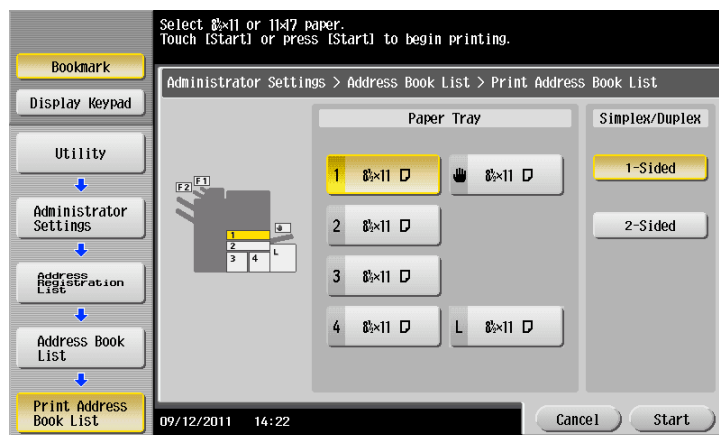 Select 8½×11 or 11×17 paper.
Touch [Start] or press [Start] to begin printing.
Bookmark
Display Keypad
Utility
Administrator
Settings
Address
Registration
List
Address Book
List
Print Address
Book List
Administrator Settings > Address Book List > Print Address Book List
Paper Tray
Simplex/Duplex
F2 F1
1
2
3 4 L
1 8½×11
8½×11
2 8½×11
3 8½×11
4 8½×11
L 8½×11
1-Sided
2-Sided
09/12/2011 14:22
Cancel
Start